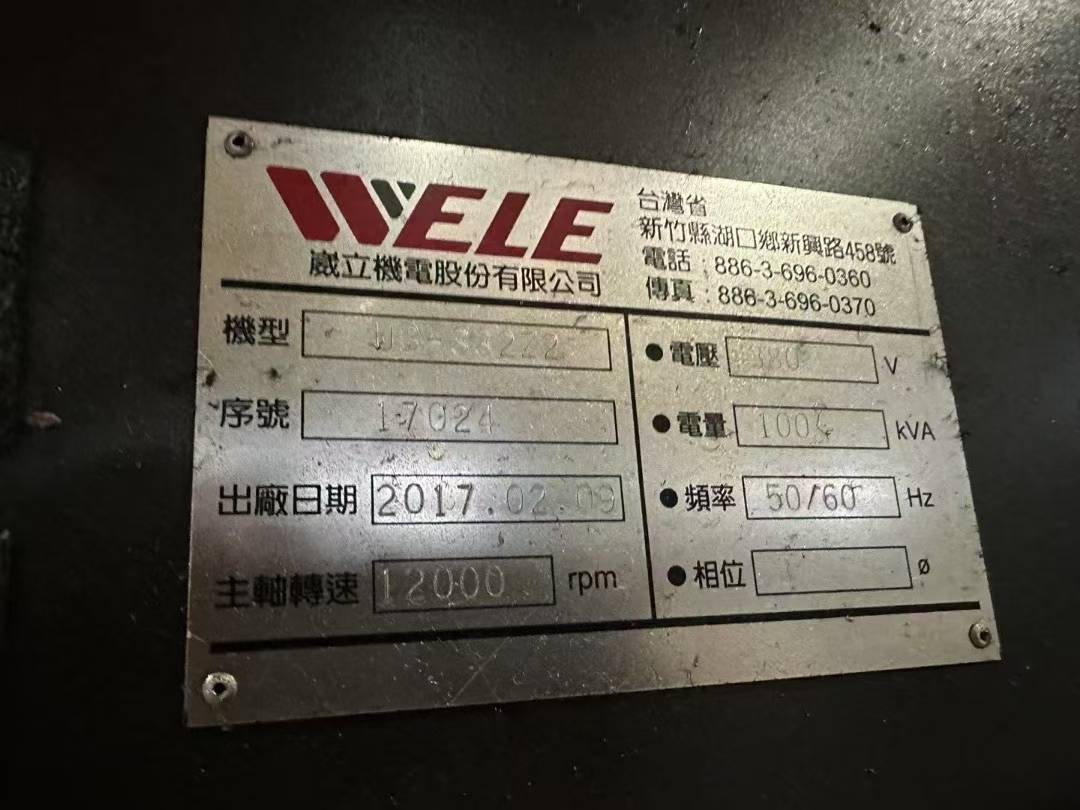 WELE
崴立機電股份有限公司
台灣省
新竹縣湖口鄉新興路458號
電話：886-3-696-0360
傳真：886-3-696-0370
機型
序號 17024
出廠日期 2017.02.09
主軸轉速 12000 rpm
●電壓 380 V
●電量 100 kVA
●頻率 50/60 Hz
●相位 ø